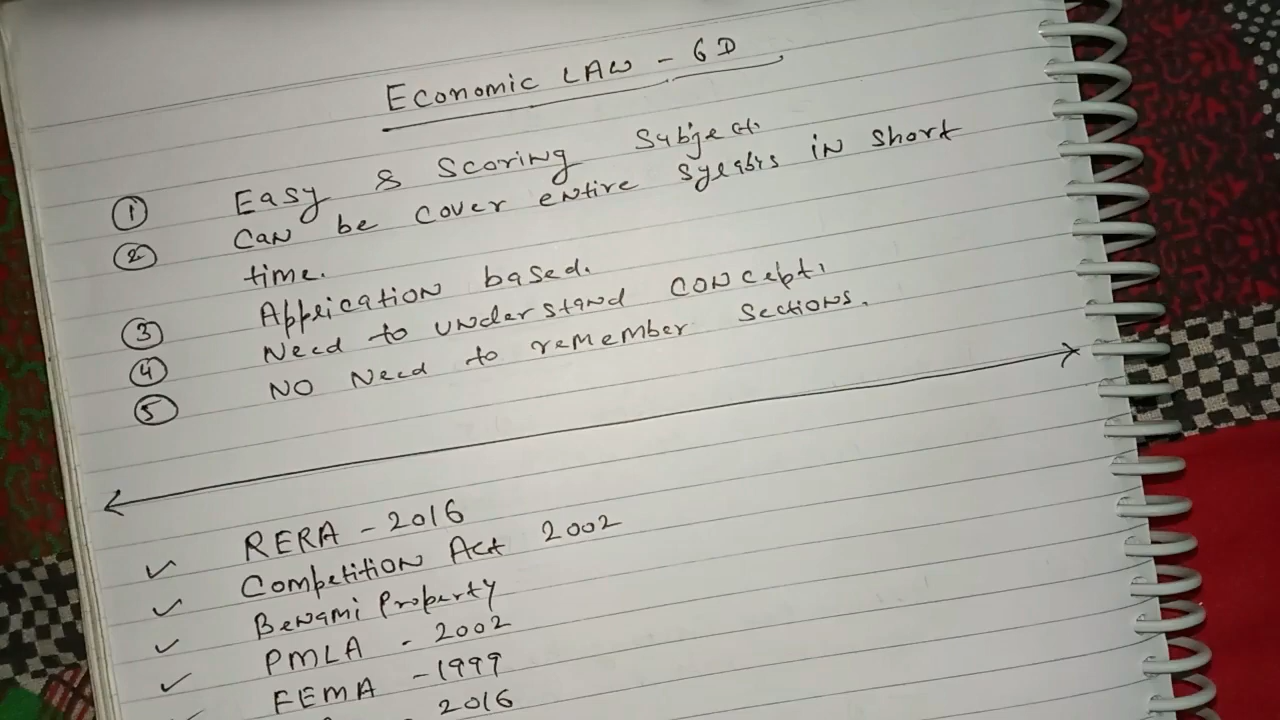 Economic LAW - 6D
① Easy & Scoring Subject.
② Can be cover entire syllabis in short
time.
③ Application based.
④ Need to understand concept.
⑤ NO Need to remember Sections.
✓ RERA - 2016
✓ Competition Act 2002
✓ Benami Property
✓ PMLA - 2002
✓ FEMA - 1999
2016